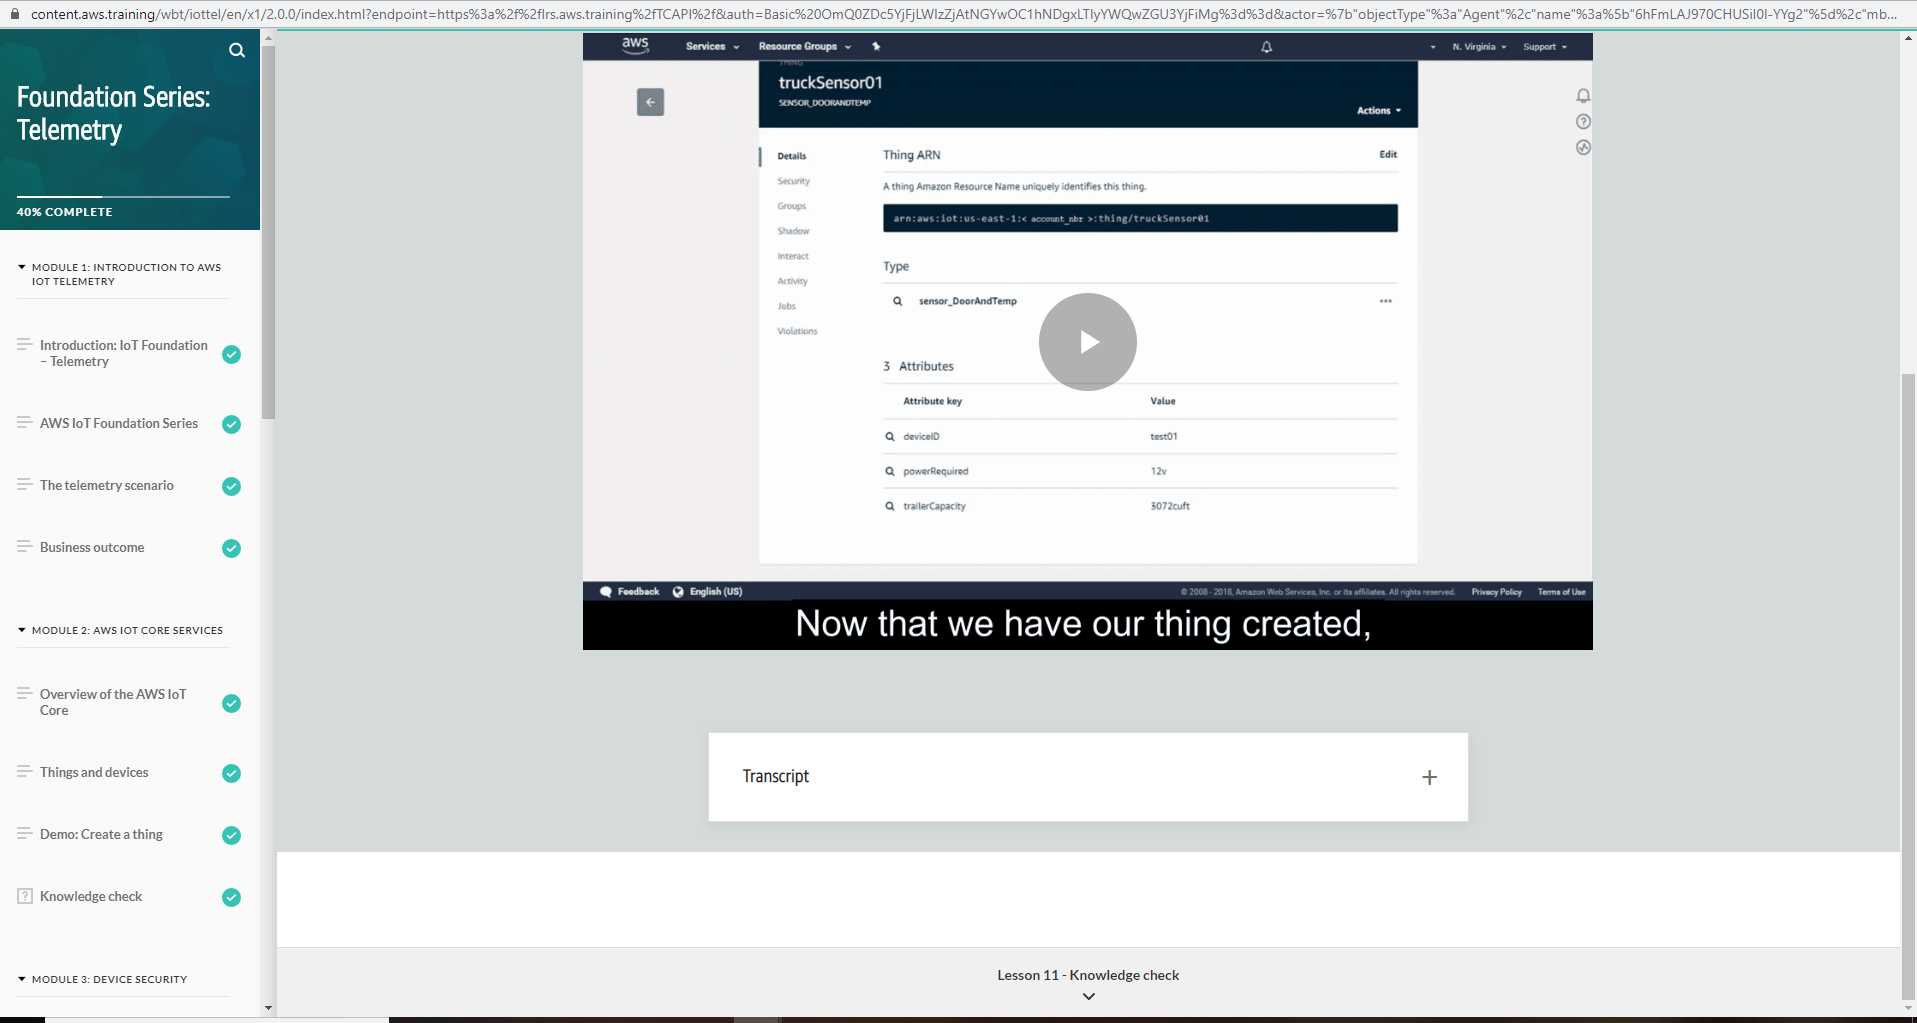 content.aws.training/wbt/iottel/en/x1/2.0.0/index.html?endpoint=https%3a%2f%2flrs.aws.training%2fTCAPI%2f&auth=Basic%20OmQ0ZDc5YjFjLWIzZjAtNGYwOC1hNDgxLTIyYWQwZGU3YjFiMg%3d%3d&actor=%7b"objectType"%3a"Agent"%2c"name"%3a%5b"6hFmLAJ970CHUSiI0I-YYg2"%5d%2c"mb...
Foundation Series:
Telemetry
40% COMPLETE
MODULE 1: INTRODUCTION TO AWS
IOT TELEMETRY
Introduction: IoT Foundation
– Telemetry
AWS IoT Foundation Series
The telemetry scenario
Business outcome
MODULE 2: AWS IOT CORE SERVICES
Overview of the AWS IoT
Core
Things and devices
Demo: Create a thing
Knowledge check
MODULE 3: DEVICE SECURITY
aws Services Resource Groups N. Virginia Support
THING
truckSensor01
SENSOR_DOORANDTEMP
Actions
Details
Security
Groups
Shadow
Interact
Activity
Jobs
Violations
Thing ARN Edit
A thing Amazon Resource Name uniquely identifies this thing.
arn:aws:iot:us-east-1:< account_nbr >:thing/truckSensor01
Type
sensor_DoorAndTemp
3 Attributes
Attribute key Value
deviceID test01
powerRequired 12v
trailerCapacity 3072cuft
Feedback English (US) © 2008 - 2018, Amazon Web Services, Inc. or its affiliates. All rights reserved. Privacy Policy Terms of Use
Now that we have our thing created,
Transcript
Lesson 11 - Knowledge check